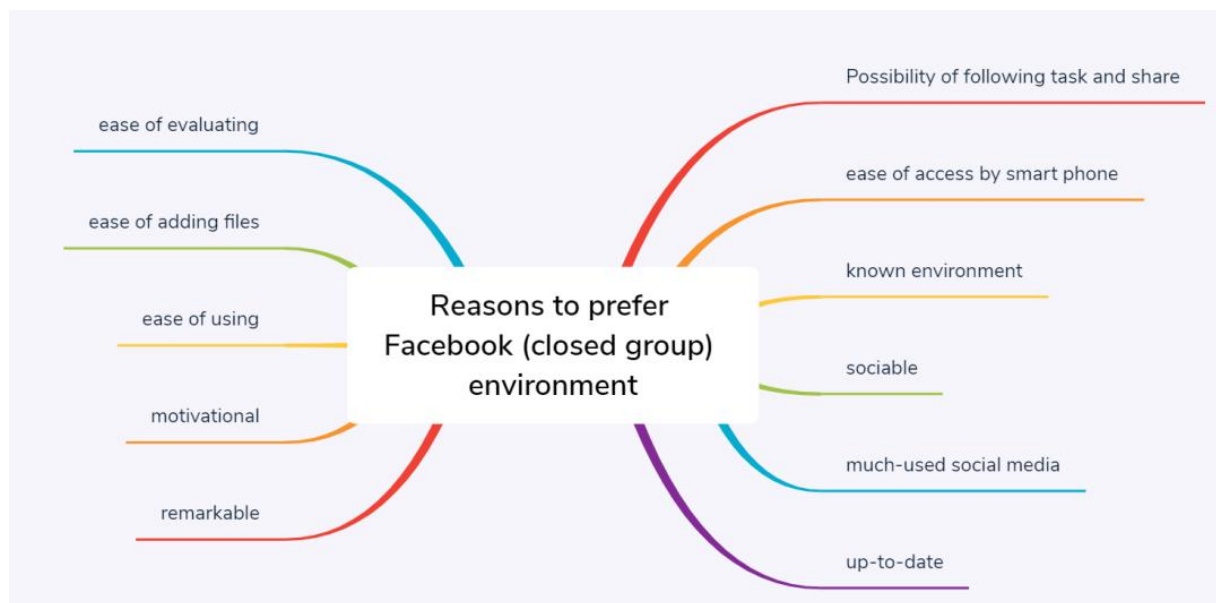 Reasons to prefer
Facebook (closed group)
environment
Possibility of following task and share
ease of access by smart phone
known environment
sociable
much-used social media
up-to-date
ease of evaluating
ease of adding files
ease of using
motivational
remarkable